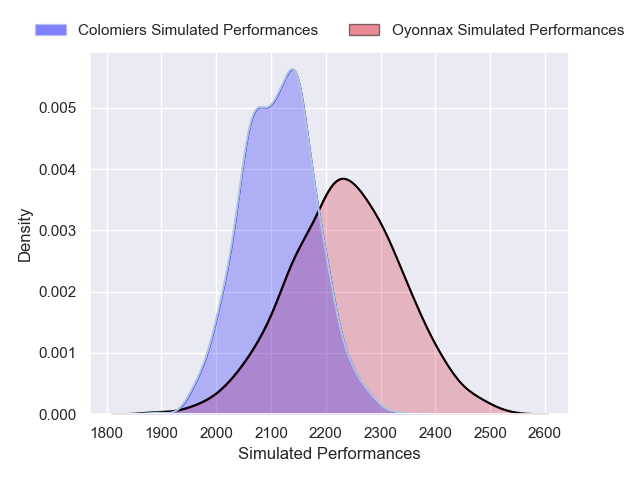 Colomiers Simulated Performances
Oyonnax Simulated Performances
Density
0.005
0.004
0.003
0.002
0.001
0.000
1800 1900 2000 2100 2200 2300 2400 2500 2600
Simulated Performances